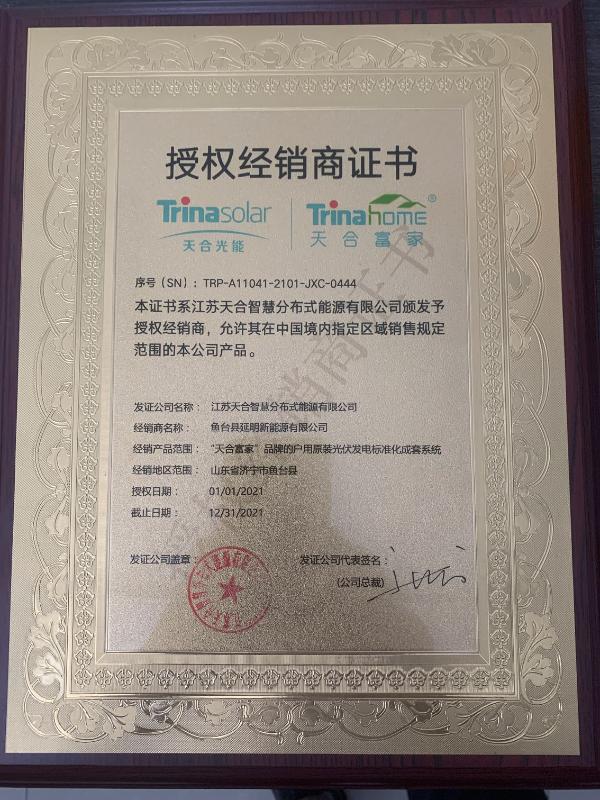 授权经销商证书
Trinasolar
天合光能
Trinahome®
天合富家
序号（SN）：TRP-A11041-2101-JXC-0444
本证书系江苏天合智慧分布式能源有限公司颁发予
授权经销商，允许其在中国境内指定区域销售规定
范围的本公司产品。
发证公司名称：江苏天合智慧分布式能源有限公司
经销商名称：鱼台县延明新能源有限公司
经销产品范围：“天合富家”品牌的户用原装光伏发电标准化成套系统
经销地区范围：山东省济宁市鱼台县
授权日期：01/01/2021
截止日期：12/31/2021
发证公司盖章：
发证公司代表签名：
(公司总裁)